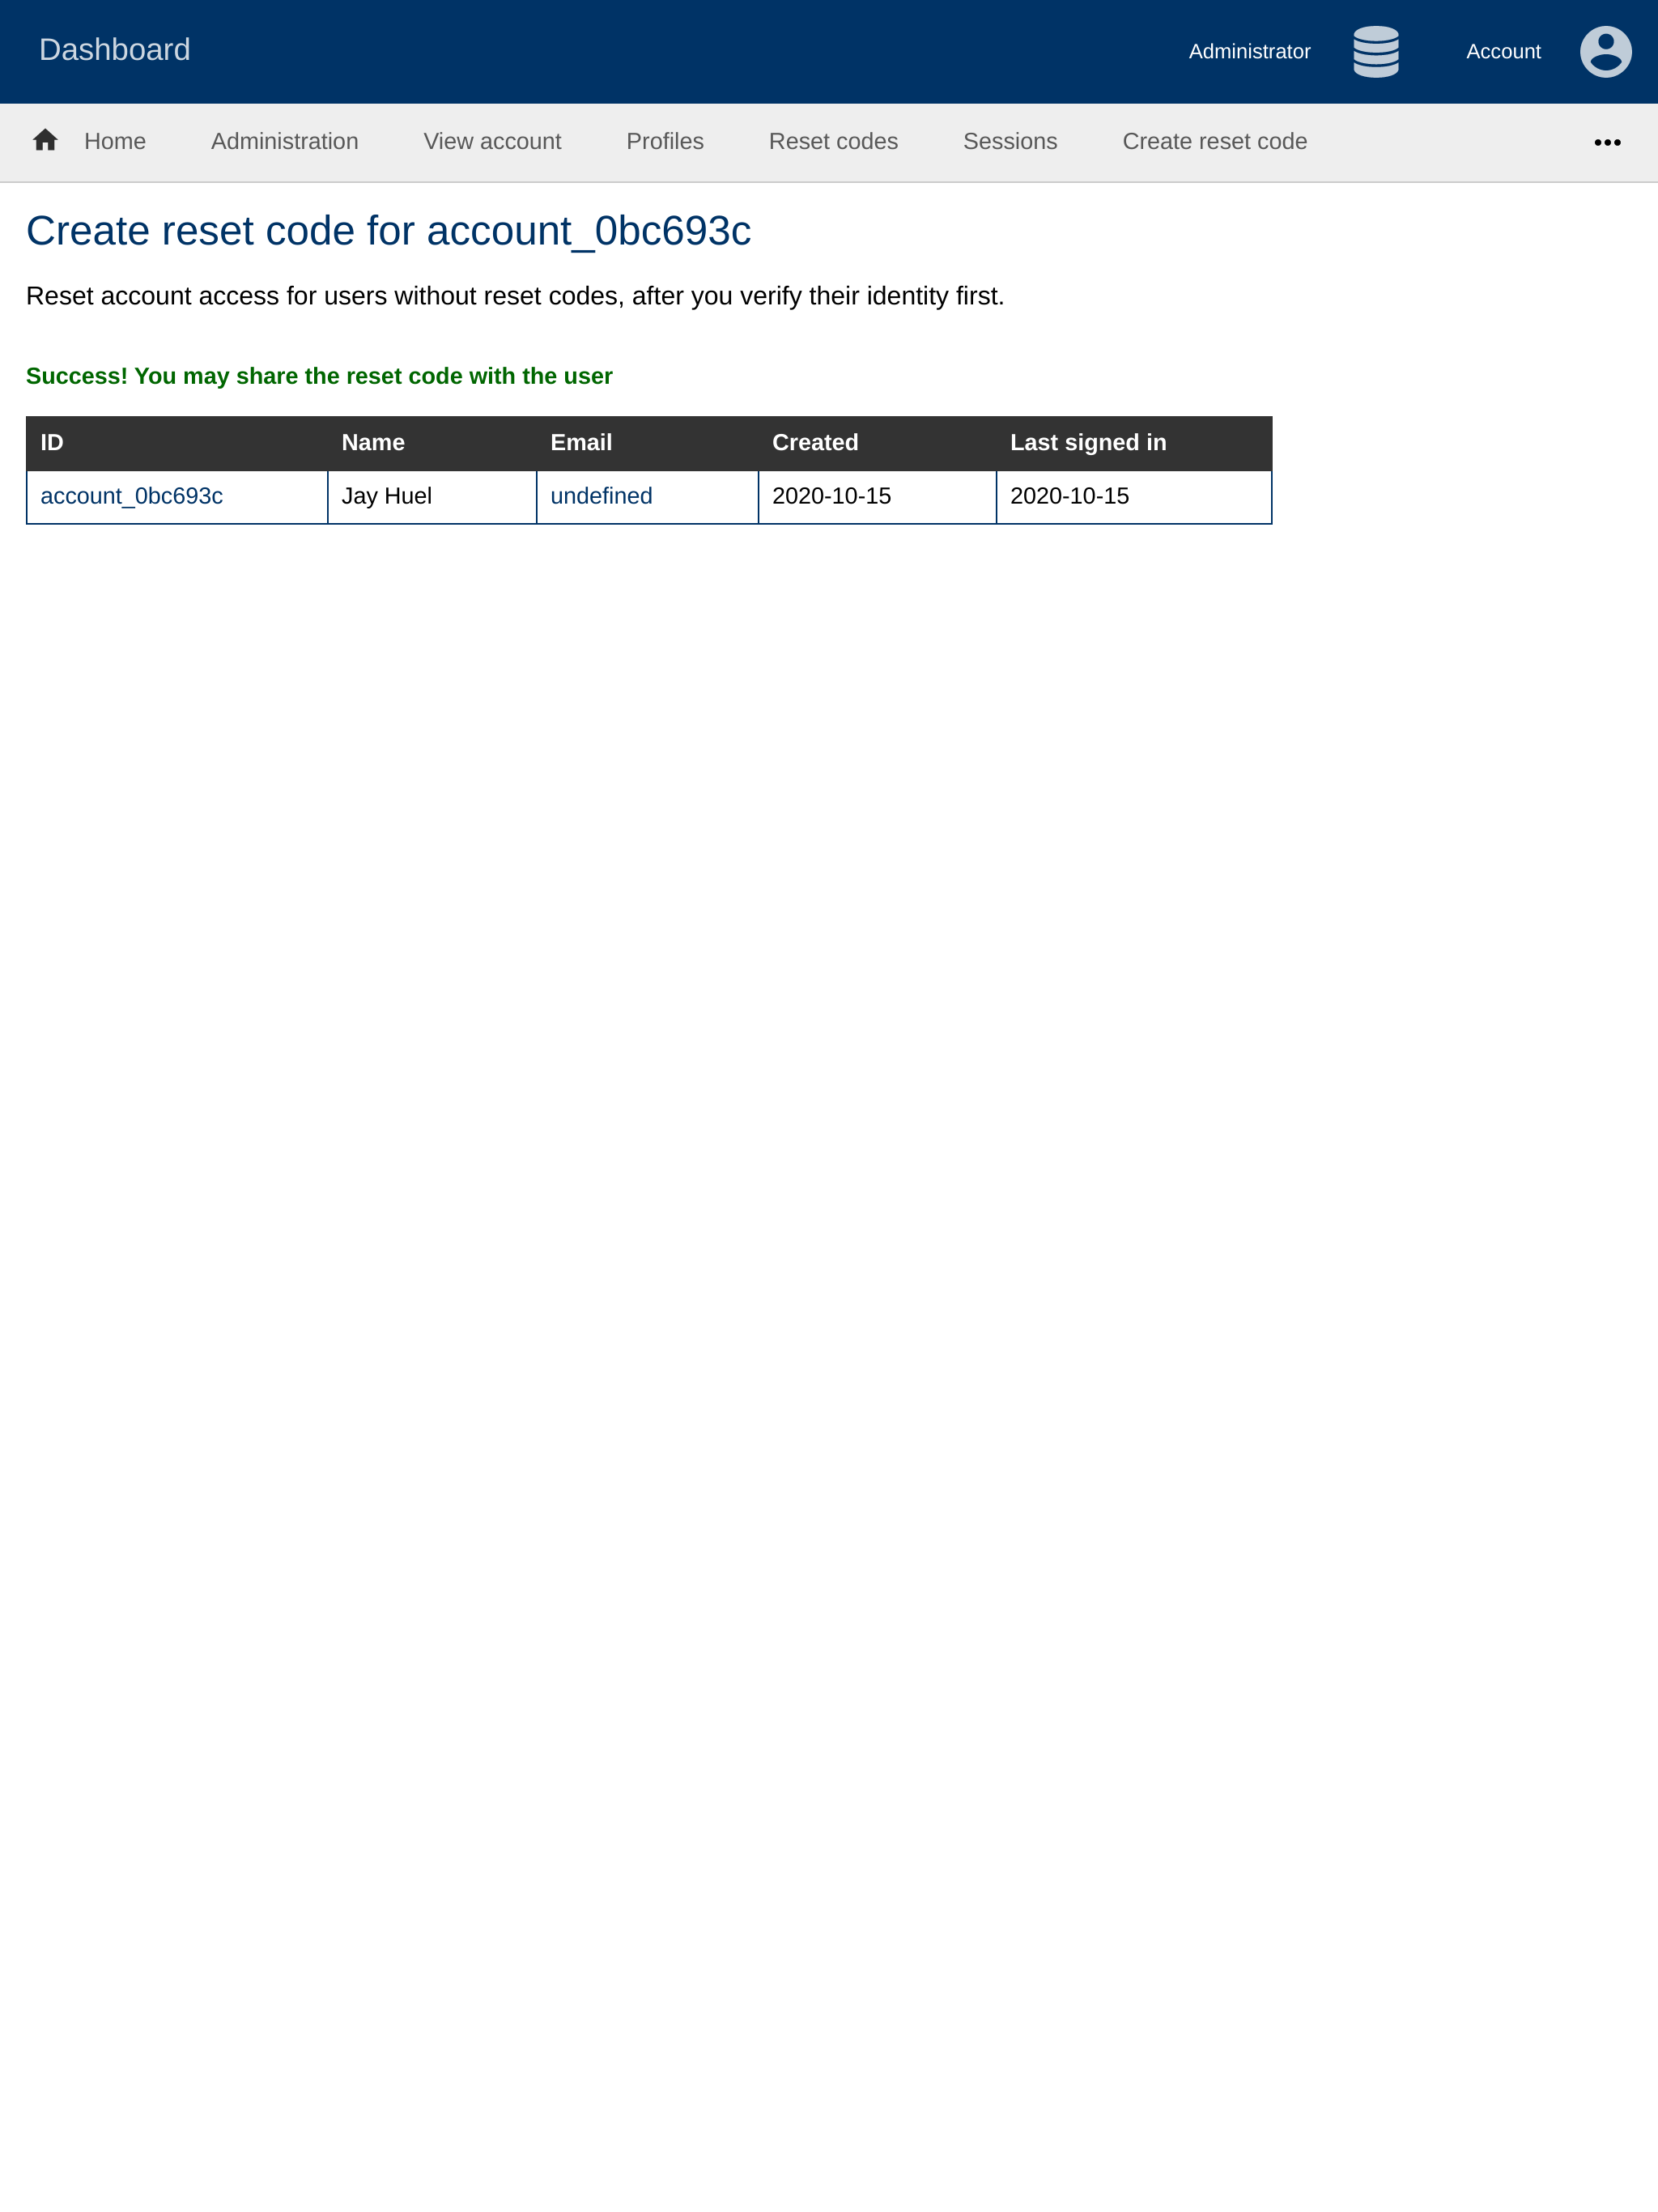 Dashboard Administrator Account
Home Administration View account Profiles Reset codes Sessions Create reset code
Create reset code for account_0bc693c
Reset account access for users without reset codes, after you verify their identity first.
Success! You may share the reset code with the user
ID Name Email Created Last signed in
account_0bc693c Jay Huel undefined 2020-10-15 2020-10-15